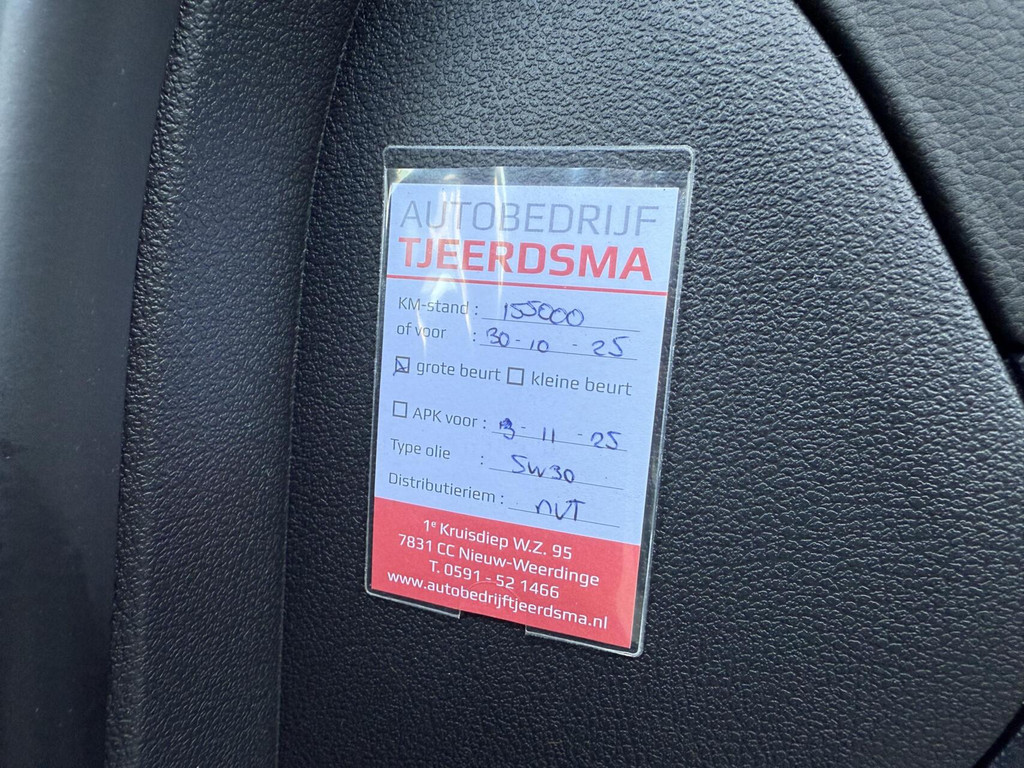 AUTOBEDRIJF
TJEERDSMA
KM-stand : 155000
of voor : 30-10-25
grote beurt kleine beurt
APK voor : 3-11-25
Type olie : 5W30
Distributieriem : NVT
1e Kruisdiep W.Z. 95
7831 CC Nieuw-Weerdinge
T. 0591 - 52 1466
www.autobedrijftjeerdsma.nl